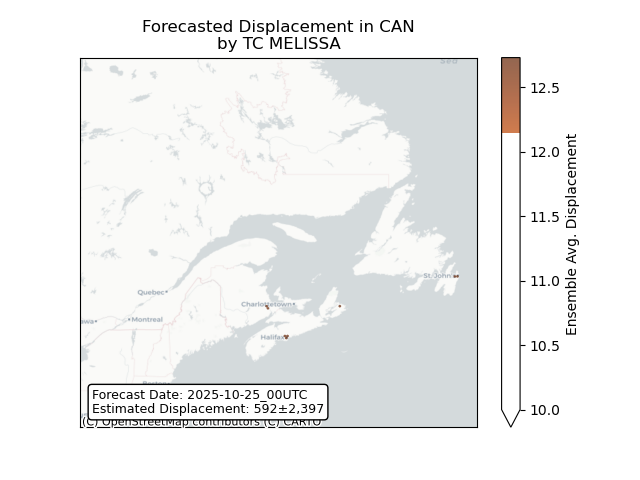 Forecasted Displacement in CAN
by TC MELISSA
Sea
St. John's
Quebec
Charlottetown
awa
Montreal
Halifax
Boston
Forecast Date: 2025-10-25_00UTC
Estimated Displacement: 592±2,397
(C) OpenStreetMap contributors (C) CARTO
12.5
12.0
11.5
11.0
10.5
10.0
Ensemble Avg. Displacement